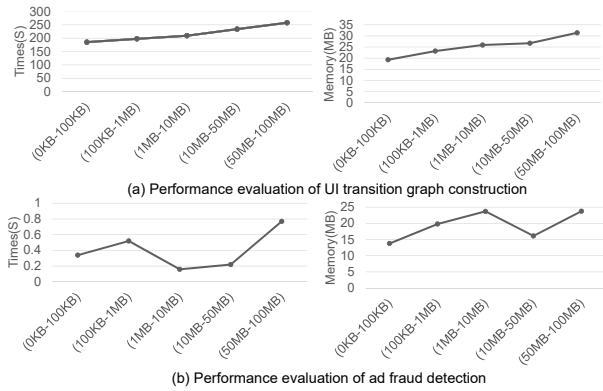 Times(S)
300
250
200
150
100
50
0
(0KB-100KB)
(100KB-1MB)
(1MB-10MB)
(10MB-50MB)
(50MB-100MB)
Memory(MB)
35
30
25
20
15
10
5
0
(0KB-100KB)
(100KB-1MB)
(1MB-10MB)
(10MB-50MB)
(50MB-100MB)
(a) Performance evaluation of UI transition graph construction
Times(S)
1
0.8
0.6
0.4
0.2
0
(0KB-100KB)
(100KB-1MB)
(1MB-10MB)
(10MB-50MB)
(50MB-100MB)
Memory(MB)
25
20
15
10
5
0
(0KB-100KB)
(100KB-1MB)
(1MB-10MB)
(10MB-50MB)
(50MB-100MB)
(b) Performance evaluation of ad fraud detection